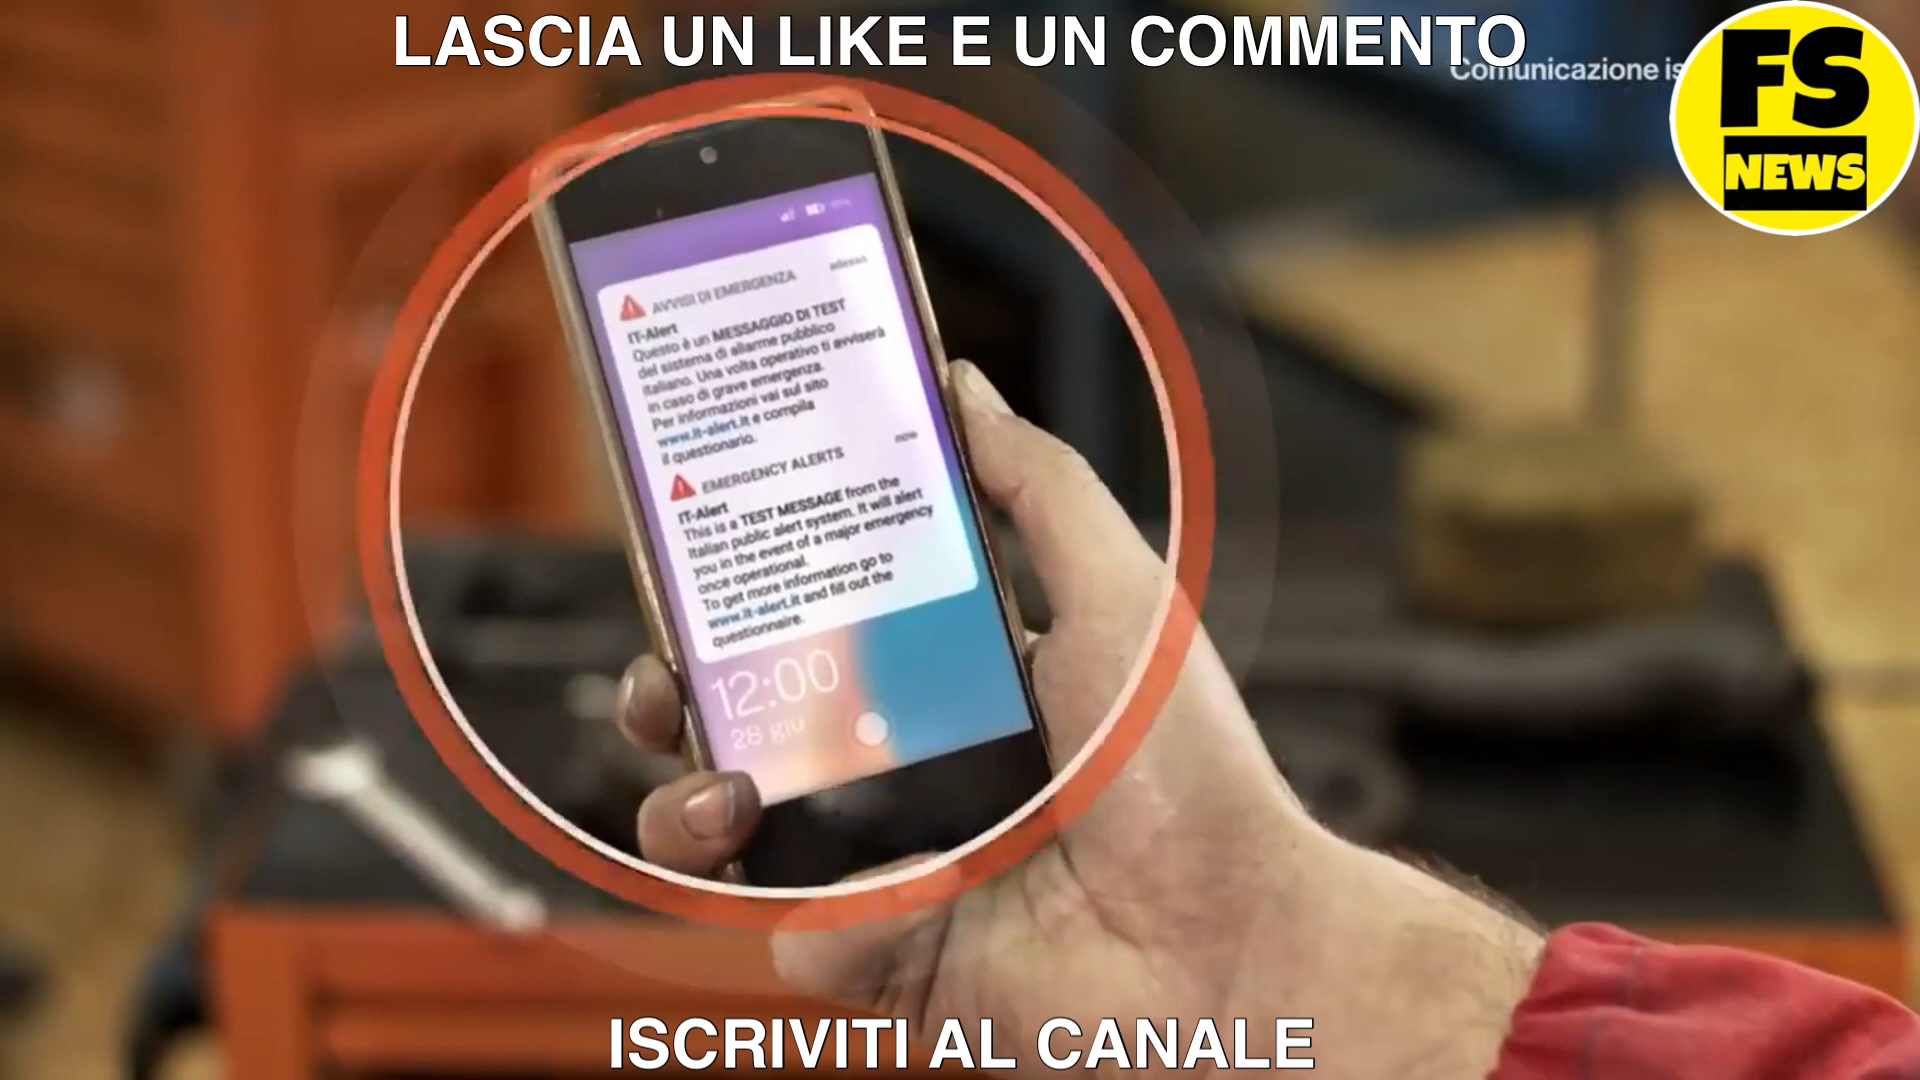 LASCIA UN LIKE E UN COMMENTO
Comunicazione is
FS
NEWS
AVVISI DI EMERGENZA
adesso
IT-Alert
Questo è un MESSAGGIO DI TEST
del sistema di allarme pubblico
italiano. Una volta operativo ti avviserà
in caso di grave emergenza.
Per informazioni vai sul sito
www.it-alert.it e compila
il questionario.
EMERGENCY ALERTS
now
IT-Alert
This is a TEST MESSAGE from the
Italian public alert system. It will alert
you in the event of a major emergency
once operational.
To get more information go to
www.it-alert.it and fill out the
questionnaire.
12:00
28 giu
ISCRIVITI AL CANALE